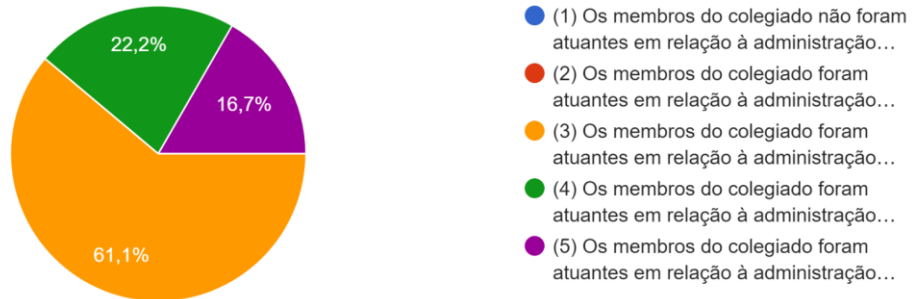 22,2%
16,7%
61,1%
(1) Os membros do colegiado não foram
atuantes em relação à administração…
(2) Os membros do colegiado foram
atuantes em relação à administração…
(3) Os membros do colegiado foram
atuantes em relação à administração…
(4) Os membros do colegiado foram
atuantes em relação à administração…
(5) Os membros do colegiado foram
atuantes em relação à administração…